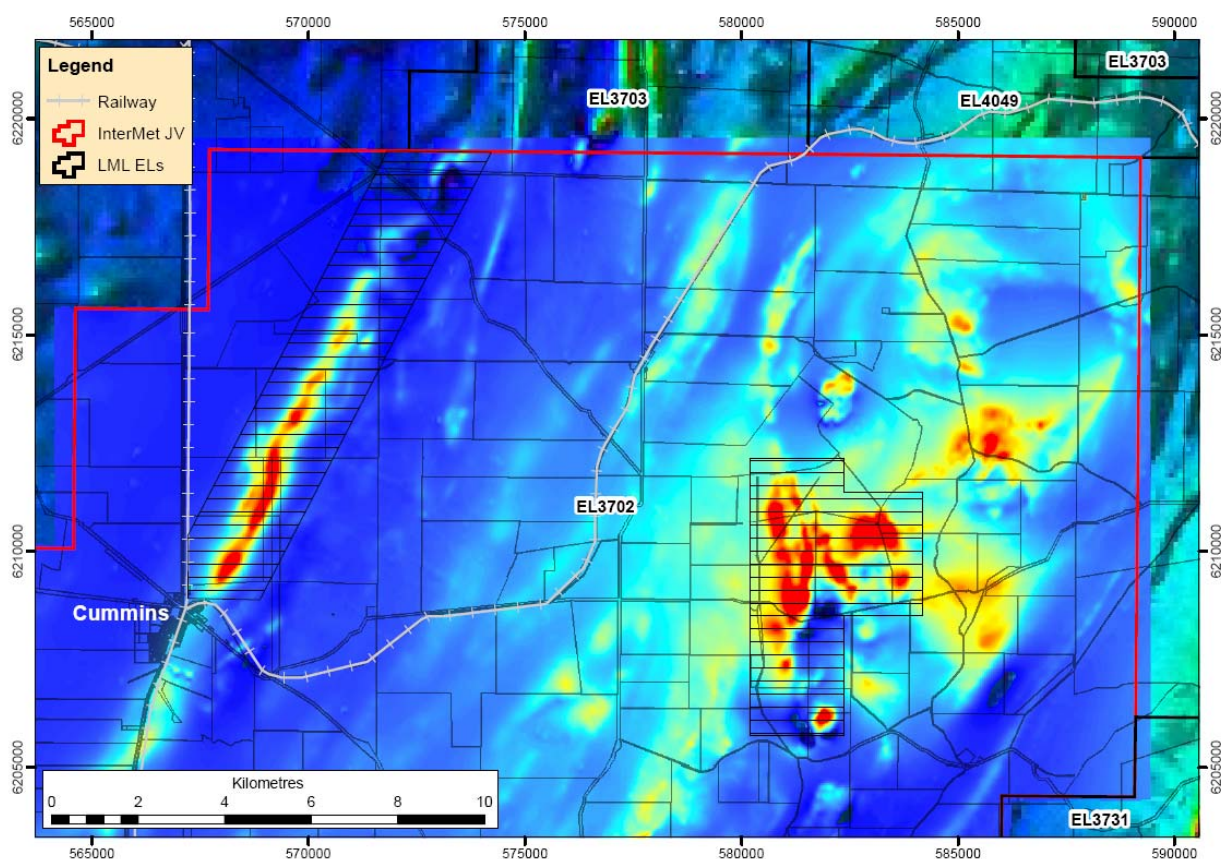 565000 570000 575000 580000 585000 590000
Legend
Railway
InterMet JV
LML ELs
EL3703
EL3703
EL4049
6220000 6220000
6215000 6215000
EL3702
6210000 6210000
Cummins
6205000 6205000
Kilometres
0 2 4 6 8 10
EL3731
565000 570000 575000 580000 585000 590000